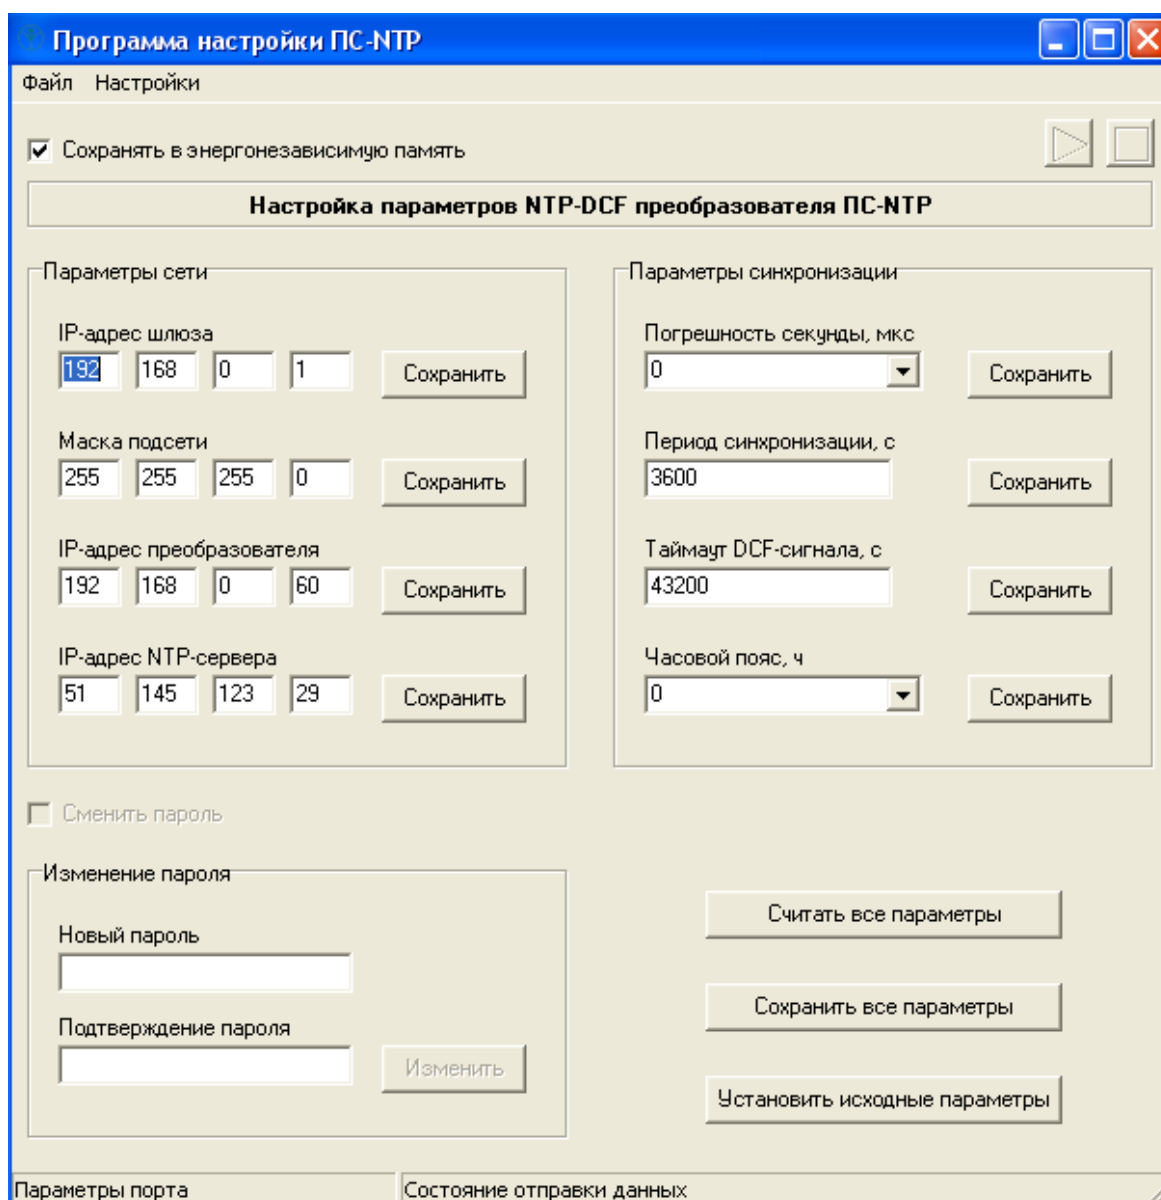 Программа настройки ПС-NTP
Файл Настройки
Сохранять в энергонезависимую память
Настройка параметров NTP-DCF преобразователя ПС-NTP
Параметры сети
IP-адрес шлюза
192 168 0 1 Сохранить
Маска подсети
255 255 255 0 Сохранить
IP-адрес преобразователя
192 168 0 60 Сохранить
IP-адрес NTP-сервера
51 145 123 29 Сохранить
Параметры синхронизации
Погрешность секунды, мкс
0 Сохранить
Период синхронизации, с
3600 Сохранить
Таймаут DCF-сигнала, с
43200 Сохранить
Часовой пояс, ч
0 Сохранить
Сменить пароль
Изменение пароля
Новый пароль
Подтверждение пароля
Изменить
Считать все параметры
Сохранить все параметры
Установить исходные параметры
Параметры порта Состояние отправки данных